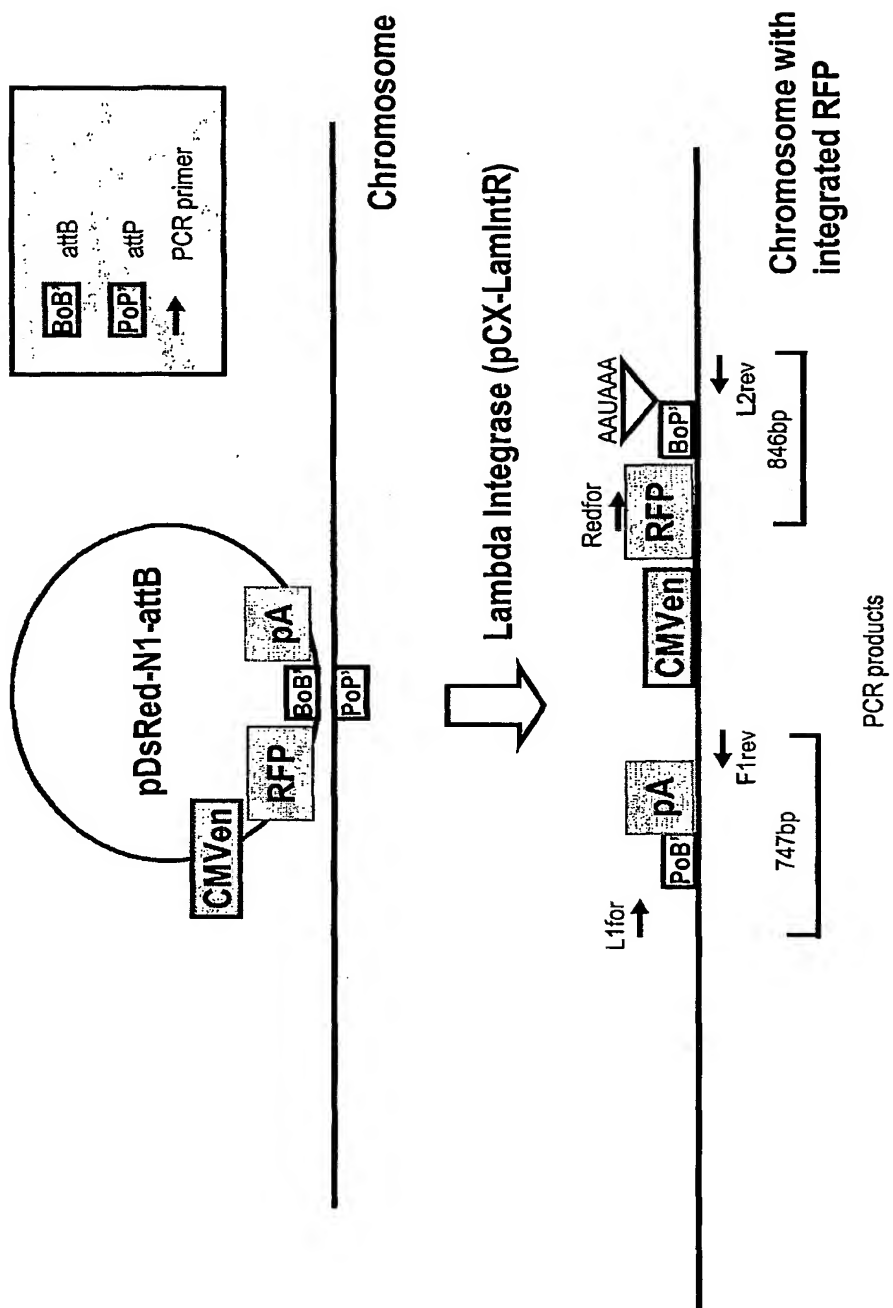 BoB'
attB
PoP'
attP
PCR primer
pDsRed-N1-attB
CMVen
RFP
pA
BoB'
PoP'
Chromosome
Lambda Integrase (pCX-LamIntR)
L1for
PoB'
pA
F1rev
747bp
CMVen
Redfor
RFP
BoP'
AAUAAA
L2rev
846bp
PCR products
Chromosome with
integrated RFP